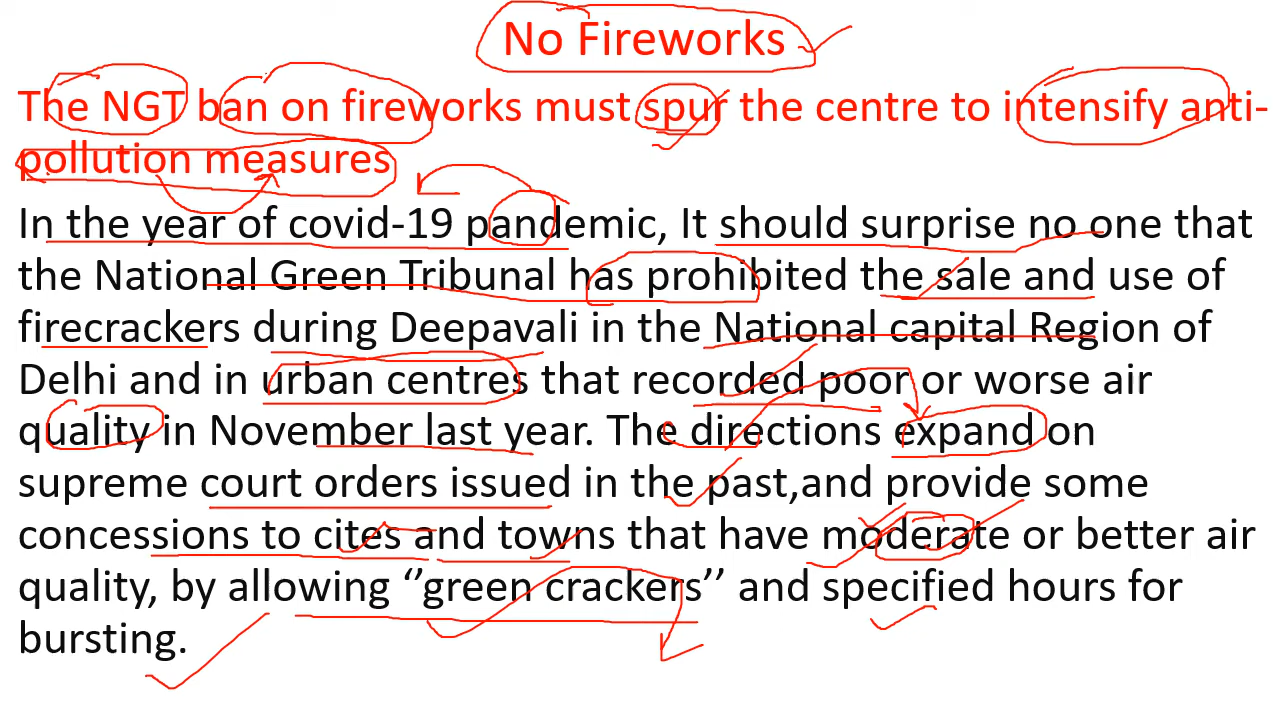 No Fireworks
The NGT ban on fireworks must spur the centre to intensify anti-
pollution measures
In the year of covid-19 pandemic, It should surprise no one that
the National Green Tribunal has prohibited the sale and use of
firecrackers during Deepavali in the National capital Region of
Delhi and in urban centres that recorded poor or worse air
quality in November last year. The directions expand on
supreme court orders issued in the past,and provide some
concessions to cites and towns that have moderate or better air
quality, by allowing ‘’green crackers’’ and specified hours for
bursting.